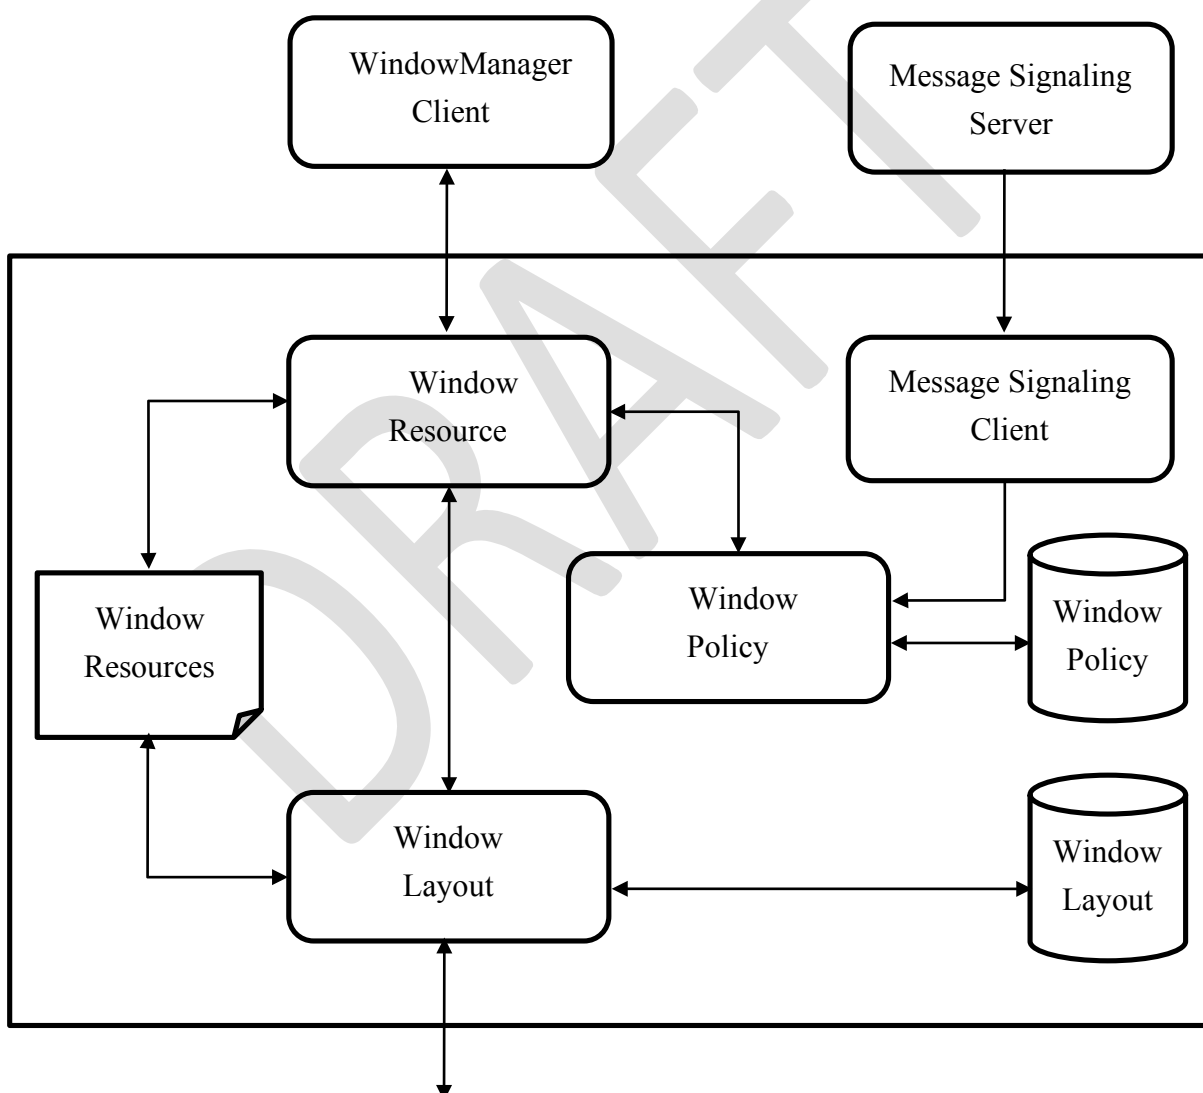 WindowManager
Client
Message Signaling
Server
Window
Resource
Message Signaling
Client
Window
Resources
Window
Policy
Window
Policy
Window
Layout
Window
Layout
DRAFT